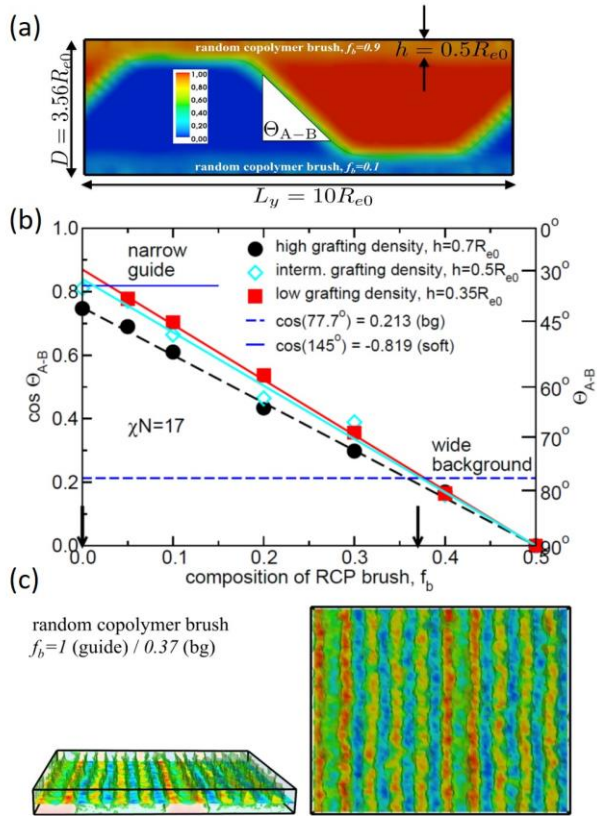 (a)
random copolymer brush, f_b=0.9
h = 0.5R_e0
D = 3.56R_e0
1,00
0,80
0,60
0,40
0,20
0,00
Θ_A−B
random copolymer brush, f_b=0.1
L_y = 10R_e0
(b)
1.0
0.8
0.6
0.4
0.2
0.0
cos Θ_A-B
narrow
guide
high grafting density, h=0.7R_e0
interm. grafting density, h=0.5R_e0
low grafting density, h=0.35R_e0
cos(77.7°) = 0.213 (bg)
cos(145°) = -0.819 (soft)
χN=17
wide
background
0°
30°
45°
60°
70°
80°
90°
Θ_A-B
0.0 0.1 0.2 0.3 0.4 0.5
composition of RCP brush, f_b
(c)
random copolymer brush
f_b=1 (guide) / 0.37 (bg)